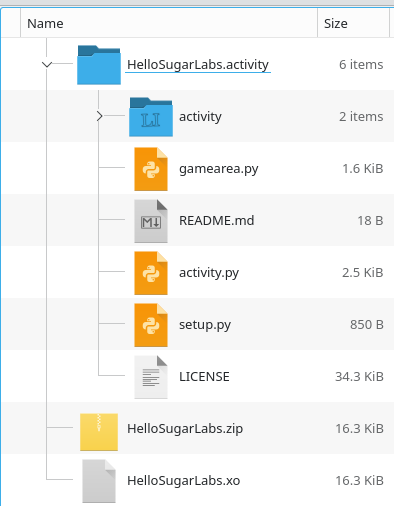 Name Size
HelloSugarLabs.activity 6 items
activity 2 items
gamearea.py 1.6 KiB
README.md 18 B
activity.py 2.5 KiB
setup.py 850 B
LICENSE 34.3 KiB
HelloSugarLabs.zip 16.3 KiB
HelloSugarLabs.xo 16.3 KiB